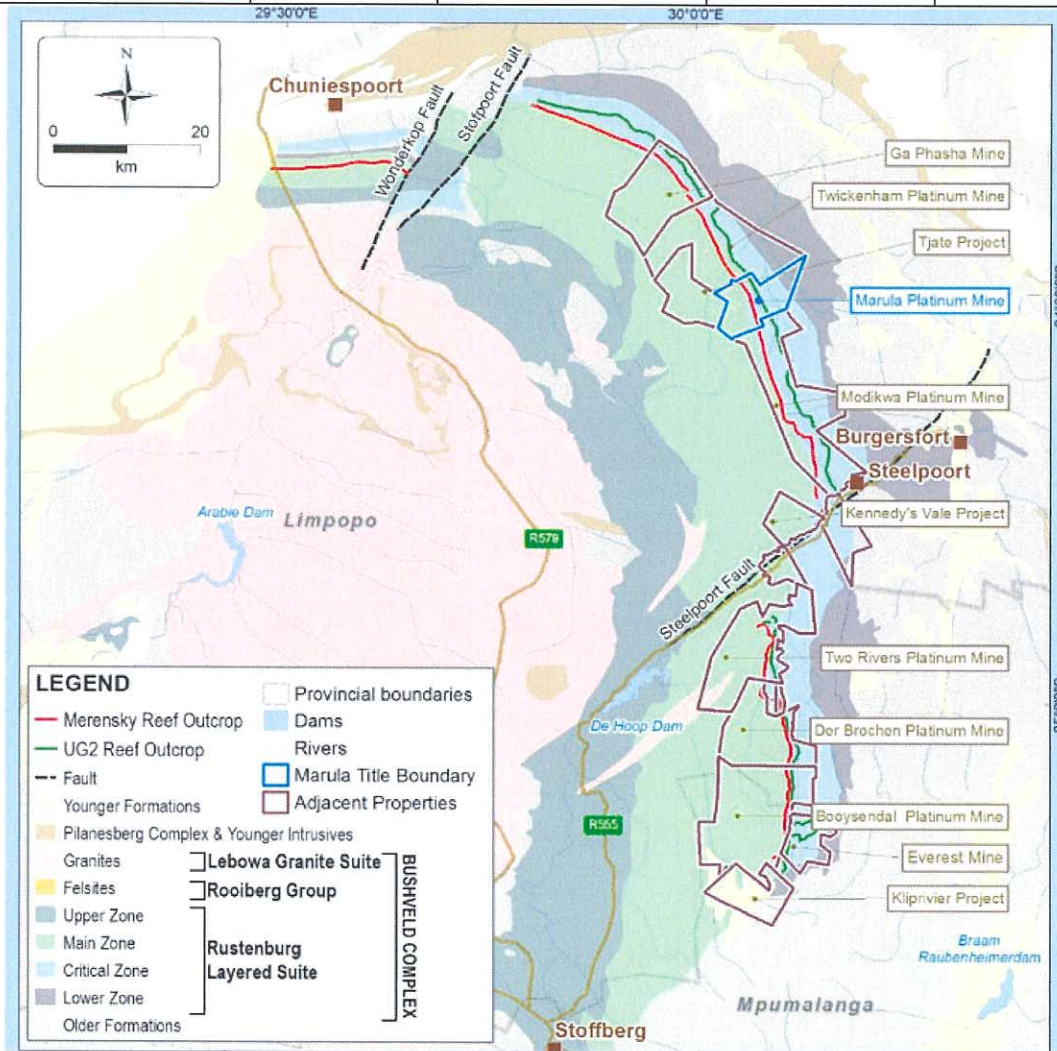 29°30'0"E
30°0'0"E
N
0 20
km
Chuniespoort
Wonderkop Fault
Stofpoort Fault
Ga Phasha Mine
Twickenham Platinum Mine
Tjate Project
Marula Platinum Mine
Modikwa Platinum Mine
Burgersfort
Steelpoort
Kennedy's Vale Project
Arabie Dam
Limpopo
R579
Steelpoort Fault
Two Rivers Platinum Mine
De Hoop Dam
Der Brochen Platinum Mine
R555
Booysendal Platinum Mine
Everest Mine
Kliprivier Project
Braam
Raubenheimerdam
Mpumalanga
Stoffberg
LEGEND
Merensky Reef Outcrop
UG2 Reef Outcrop
Fault
Younger Formations
Pilanesberg Complex & Younger Intrusives
Granites
Felsites
Upper Zone
Main Zone
Critical Zone
Lower Zone
Older Formations
Provincial boundaries
Dams
Rivers
Marula Title Boundary
Adjacent Properties
Lebowa Granite Suite
Rooiberg Group
Rustenburg
Layered Suite
BUSHVELD COMPLEX